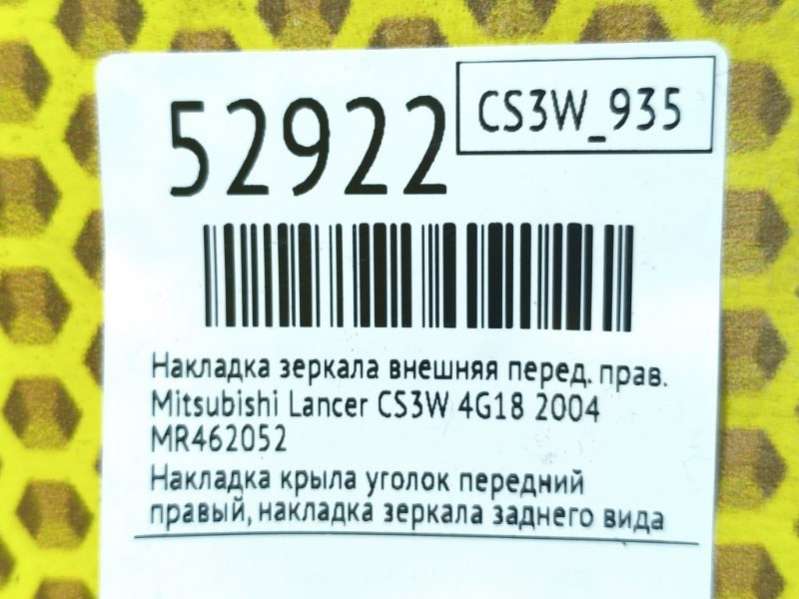 52922
CS3W_935
Накладка зеркала внешняя перед. прав.
Mitsubishi Lancer CS3W 4G18 2004
MR462052
Накладка крыла уголок передний
правый, накладка зеркала заднего вида